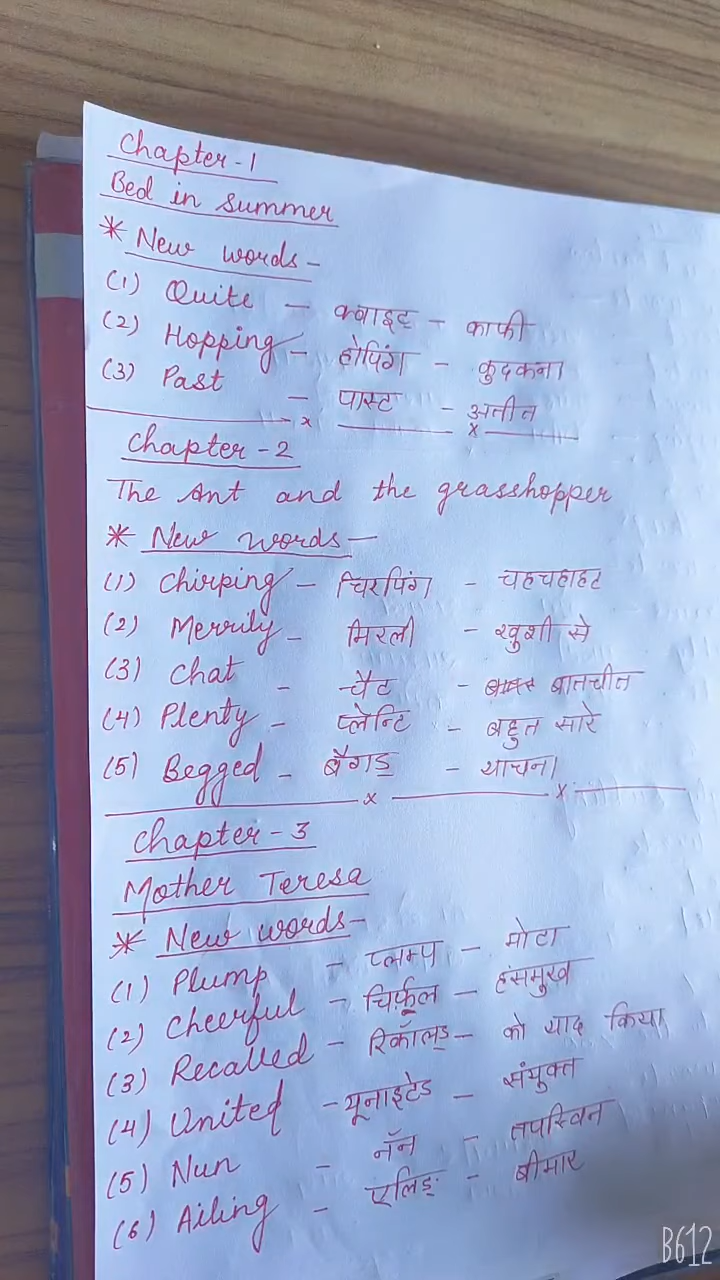 Chapter-1
Bed in summer
* New words-
(1) Quite - क्वाइट - काफी
(2) Hopping - होपिंग - कुदकना
(3) Past - पास्ट - अतीत
x x
Chapter-2
The Ant and the grasshopper
* New words-
(1) Chirping - चिरपिंग - चहचहाहट
(2) Merrily - मिरली - खुशी से
(3) Chat - चैट - बातचीत
(4) Plenty - प्लेन्टि - बहुत सारे
(5) Begged - बैगड् - याचना
x x
Chapter-3
Mother Teresa
* New words-
(1) Plump - प्लम्प - मोटा
(2) Cheerful - चिर्फूल - हंसमुख
(3) Recalled - रिकॉल्ड् - को याद किया
(4) United - यूनाइटेड - संयुक्त
(5) Nun - नॅन - तपस्विन
(6) Ailing - एलिङ् - बीमार
B612